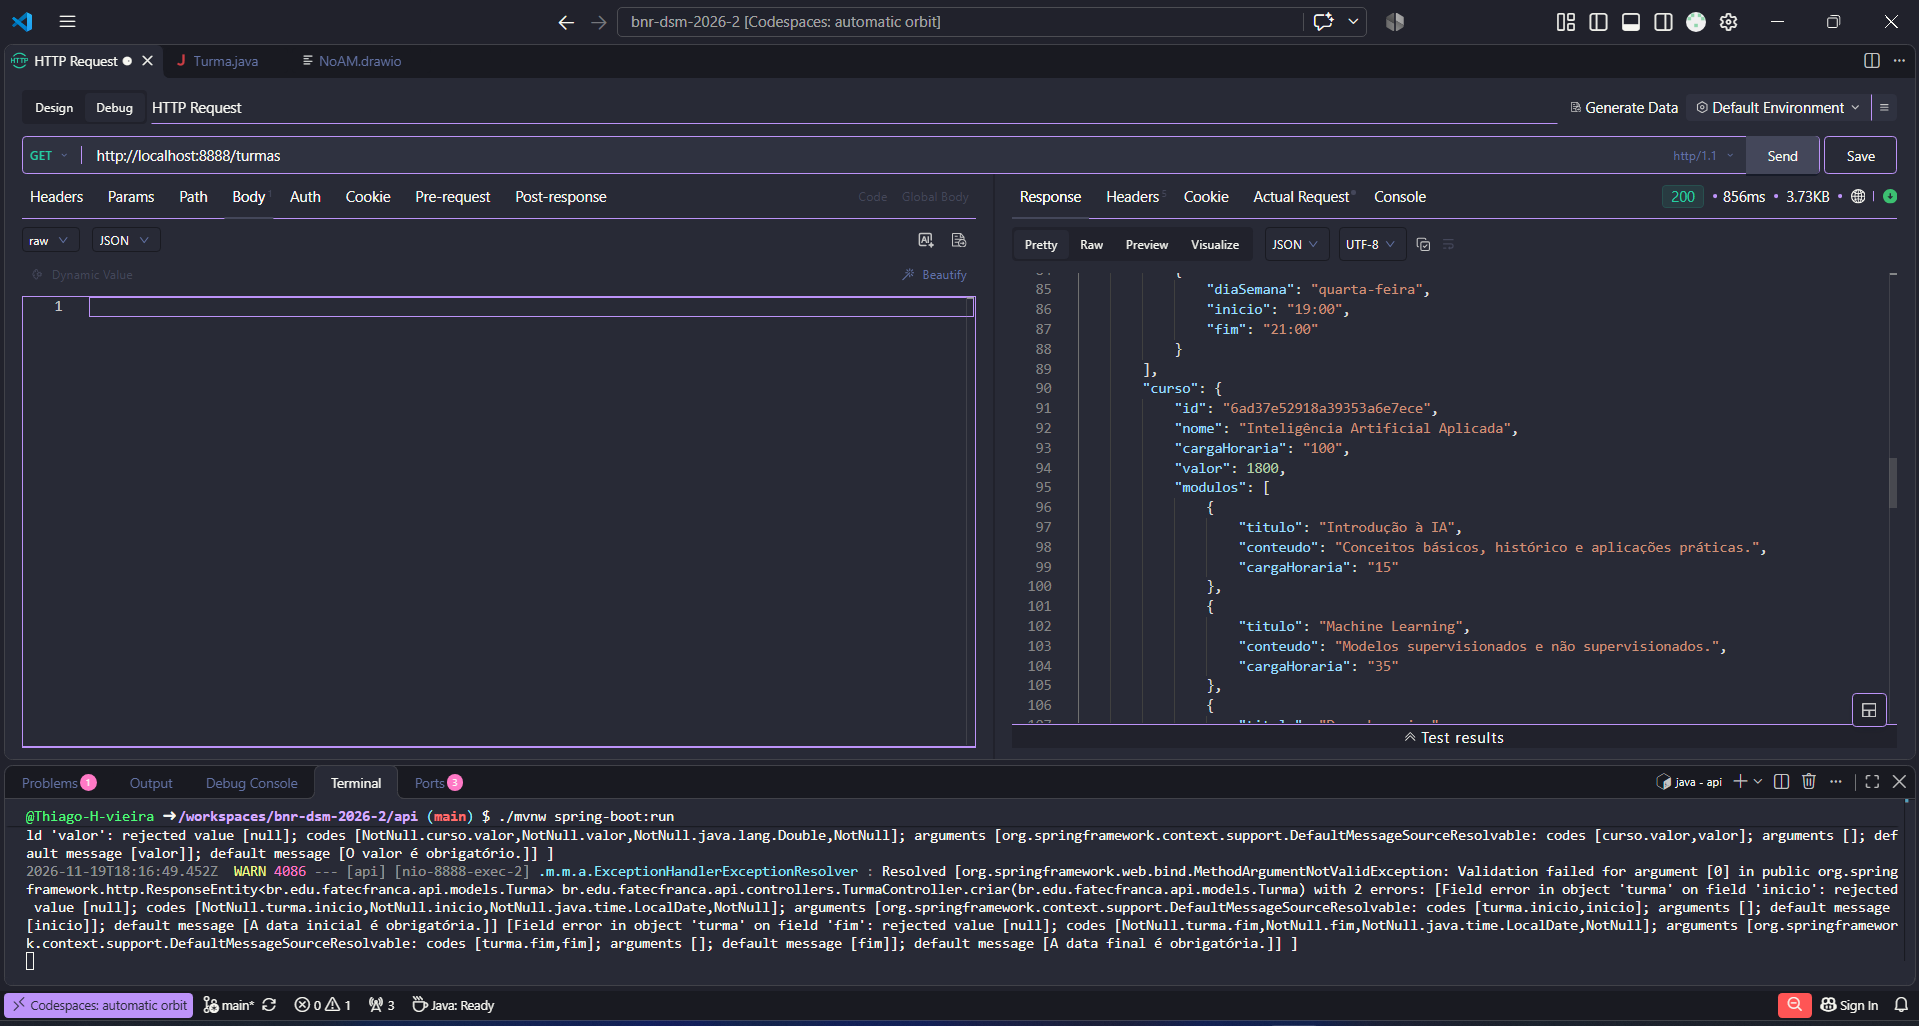 bnr-dsm-2026-2 [Codespaces: automatic orbit]
HTTP HTTP Request
J Turma.java
NoAM.drawio
Design Debug HTTP Request
Generate Data
Default Environment
GET http://localhost:8888/turmas
http/1.1
Send
Save
Headers Params Path Body 1 Auth Cookie Pre-request Post-response
Code Global Body
raw JSON
Dynamic Value
Beautify
1
Response Headers 5 Cookie Actual Request Console
200 • 856ms • 3.73KB
Pretty Raw Preview Visualize JSON UTF-8
84 {
85 "diaSemana": "quarta-feira",
86 "inicio": "19:00",
87 "fim": "21:00"
88 }
89 ],
90 "curso": {
91 "id": "6ad37e52918a39353a6e7ece",
92 "nome": "Inteligência Artificial Aplicada",
93 "cargaHoraria": "100",
94 "valor": 1800,
95 "modulos": [
96 {
97 "titulo": "Introdução à IA",
98 "conteudo": "Conceitos básicos, histórico e aplicações práticas.",
99 "cargaHoraria": "15"
100 },
101 {
102 "titulo": "Machine Learning",
103 "conteudo": "Modelos supervisionados e não supervisionados.",
104 "cargaHoraria": "35"
105 },
106 {
107
Test results
Problems 1 Output Debug Console Terminal Ports 3
java - api
@Thiago-H-vieira ➜/workspaces/bnr-dsm-2026-2/api (main) $ ./mvnw spring-boot:run
ld 'valor': rejected value [null]; codes [NotNull.curso.valor,NotNull.valor,NotNull.java.lang.Double,NotNull]; arguments [org.springframework.context.support.DefaultMessageSourceResolvable: codes [curso.valor,valor]; arguments []; def
ault message [valor]]; default message [O valor é obrigatório.]] ]
2026-11-19T18:16:49.452Z WARN 4086 --- [api] [nio-8888-exec-2] .m.m.a.ExceptionHandlerExceptionResolver : Resolved [org.springframework.web.bind.MethodArgumentNotValidException: Validation failed for argument [0] in public org.spring
framework.http.ResponseEntity<br.edu.fatecfranca.api.models.Turma> br.edu.fatecfranca.api.controllers.TurmaController.criar(br.edu.fatecfranca.api.models.Turma) with 2 errors: [Field error in object 'turma' on field 'inicio': rejected
value [null]; codes [NotNull.turma.inicio,NotNull.inicio,NotNull.java.time.LocalDate,NotNull]; arguments [org.springframework.context.support.DefaultMessageSourceResolvable: codes [turma.inicio,inicio]; arguments []; default message
[inicio]]; default message [A data inicial é obrigatória.]] [Field error in object 'turma' on field 'fim': rejected value [null]; codes [NotNull.turma.fim,NotNull.fim,NotNull.java.time.LocalDate,NotNull]; arguments [org.springframewor
k.context.support.DefaultMessageSourceResolvable: codes [turma.fim,fim]; arguments []; default message [fim]]; default message [A data final é obrigatória.]] ]
Codespaces: automatic orbit main* 0 1 3 Java: Ready
Sign In